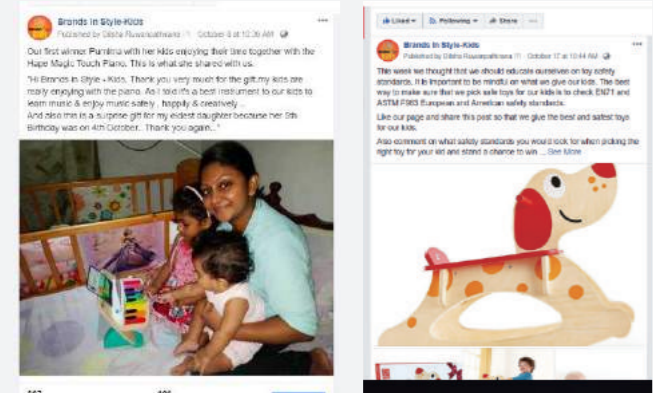 Brands In Style-Kids
Published by Dilsha Ruwanpathirana · October 8 at 10:36 AM
Our first winner Purnima with her kids enjoying their time together with the
Hape Magic Touch Piano. This is what she shared with us.
"Hi Brands in Style - Kids, Thank you very much for the gift.my kids are
really enjoying with the piano. As I told it's a best instrument to our kids to
learn music & enjoy music safely , happily & creatively ..
And also this is a surprise gift for my eldest daughter because her 5th
Birthday was on 4th October.. Thank you again.. "
Liked Following Share ...
Brands In Style-Kids
Published by Dilsha Ruwanpathirana · October 17 at 10:44 AM
This week we thought that we should educate ourselves on toy safety
standards. It is important to be mindful on what we give our kids. The best
way to make sure that we pick safe toys for our kids is to check EN71 and
ASTM F963 European and American safety standards.
Like our page and share this post so that we give the best and safest toys
for our kids.
Also comment on what safety standards you would look for when picking the
right toy for your kid and stand a chance to win ... See More